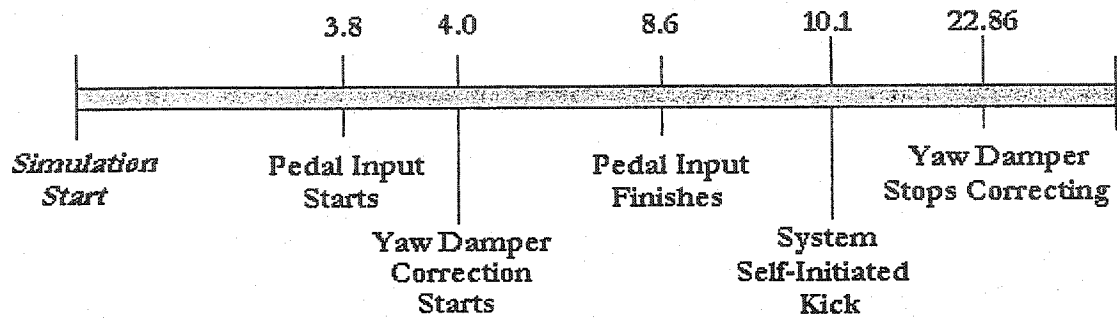 3.8 4.0 8.6 10.1 22.86
Simulation
Start
Pedal Input
Starts
Yaw Damper
Correction
Starts
Pedal Input
Finishes
System
Self-Initiated
Kick
Yaw Damper
Stops Correcting